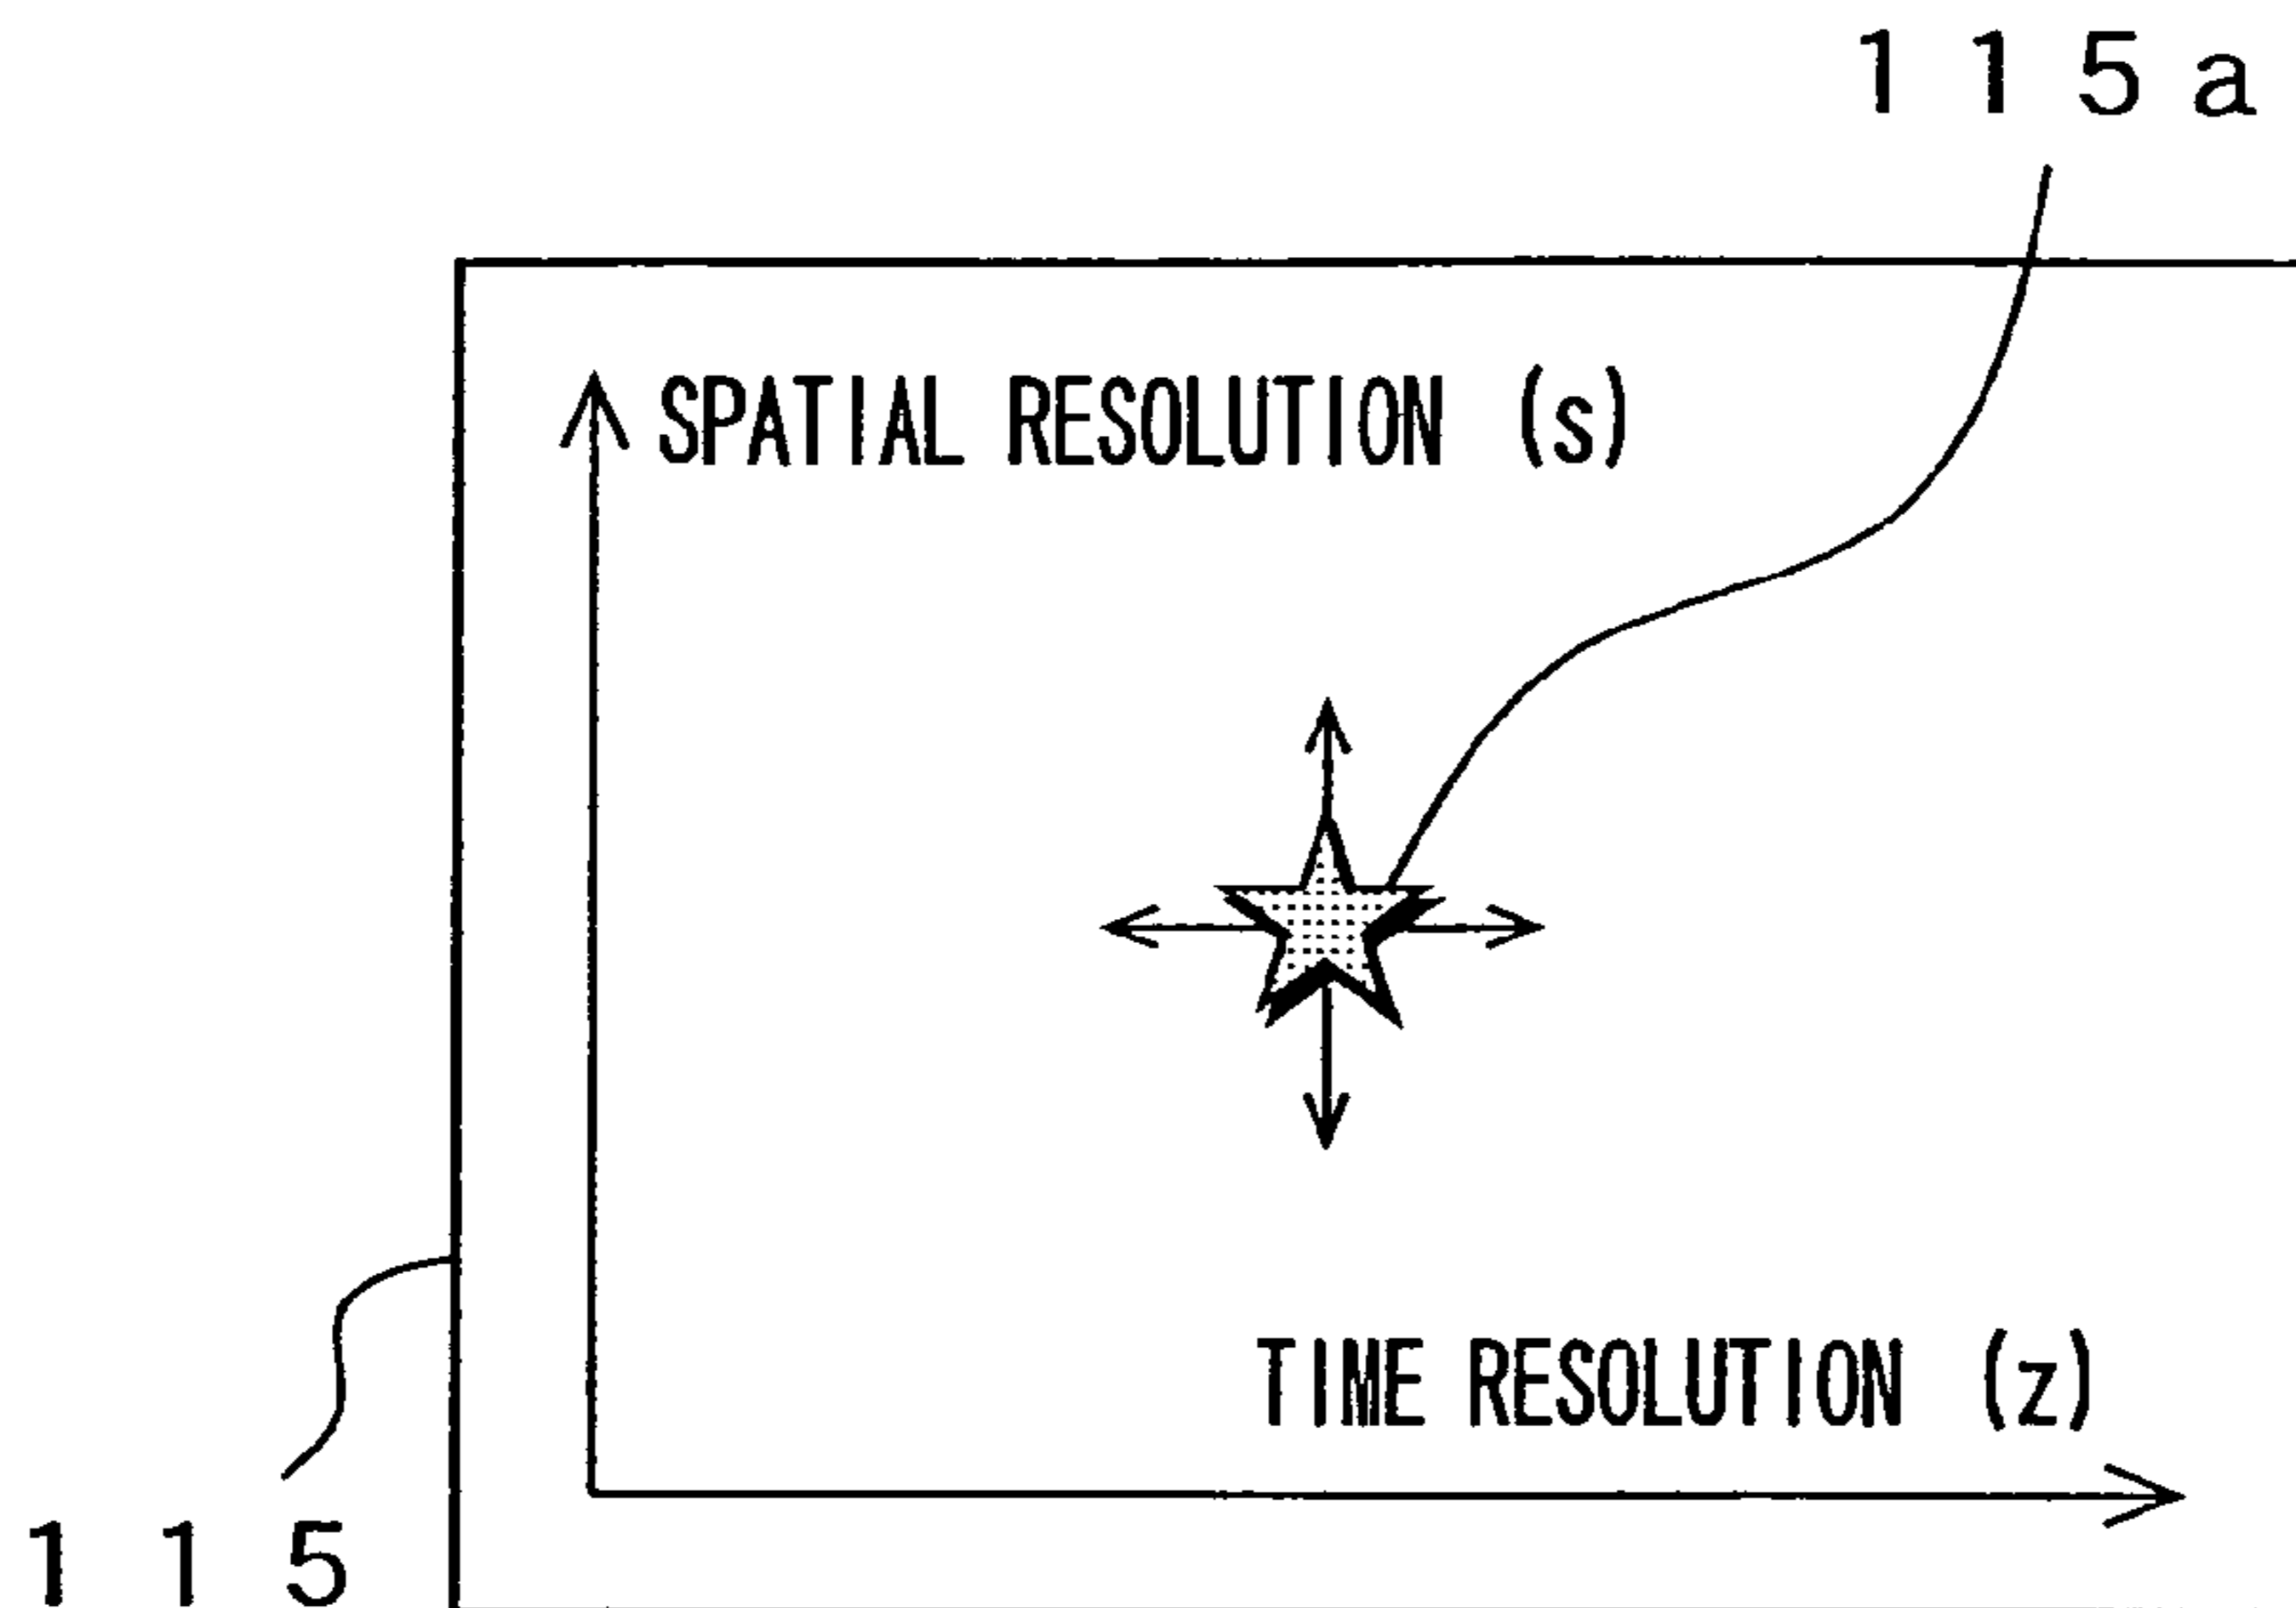 115a
SPATIAL RESOLUTION (s)
TIME RESOLUTION (z)
115